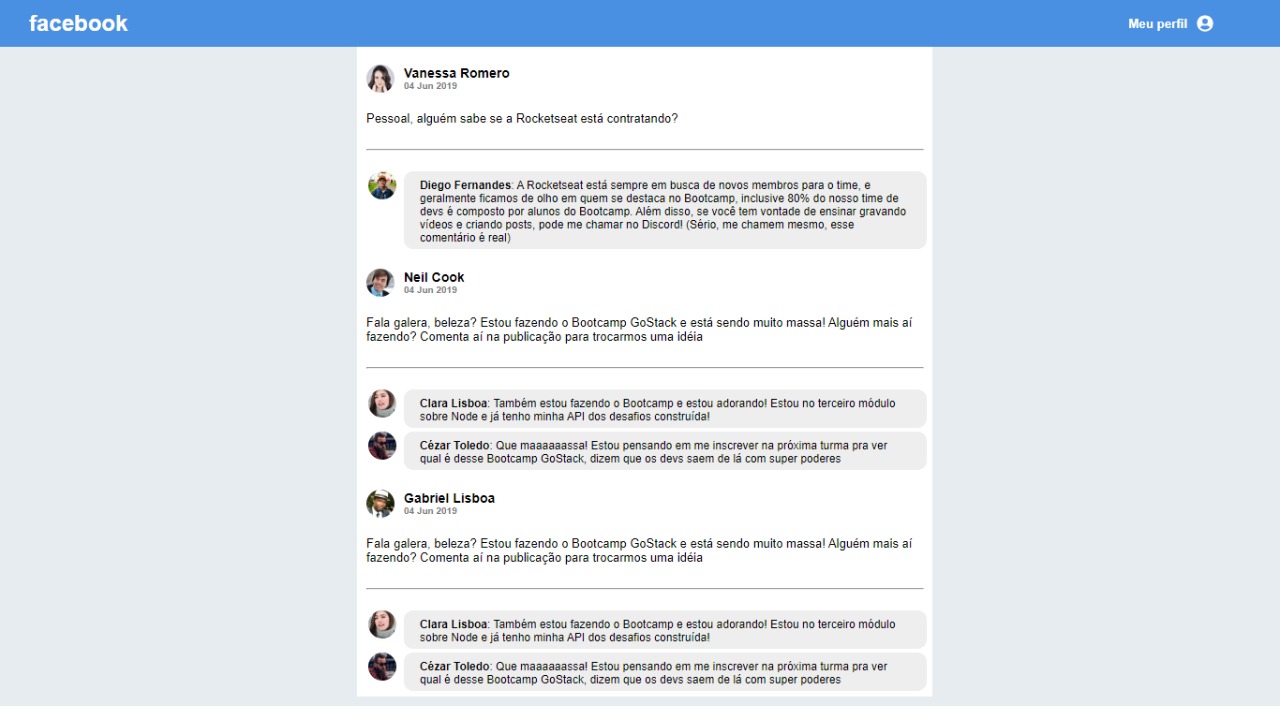 facebook
Meu perfil
Vanessa Romero
04 Jun 2019
Pessoal, alguém sabe se a Rocketseat está contratando?
Diego Fernandes: A Rocketseat está sempre em busca de novos membros para o time, e
geralmente ficamos de olho em quem se destaca no Bootcamp, inclusive 80% do nosso time de
devs é composto por alunos do Bootcamp. Além disso, se você tem vontade de ensinar gravando
vídeos e criando posts, pode me chamar no Discord! (Sério, me chamem mesmo, esse
comentário é real)
Neil Cook
04 Jun 2019
Fala galera, beleza? Estou fazendo o Bootcamp GoStack e está sendo muito massa! Alguém mais aí
fazendo? Comenta aí na publicação para trocarmos uma idéia
Clara Lisboa: Também estou fazendo o Bootcamp e estou adorando! Estou no terceiro módulo
sobre Node e já tenho minha API dos desafios construída!
Cézar Toledo: Que maaaaaassa! Estou pensando em me inscrever na próxima turma pra ver
qual é desse Bootcamp GoStack, dizem que os devs saem de lá com super poderes
Gabriel Lisboa
04 Jun 2019
Fala galera, beleza? Estou fazendo o Bootcamp GoStack e está sendo muito massa! Alguém mais aí
fazendo? Comenta aí na publicação para trocarmos uma idéia
Clara Lisboa: Também estou fazendo o Bootcamp e estou adorando! Estou no terceiro módulo
sobre Node e já tenho minha API dos desafios construída!
Cézar Toledo: Que maaaaaassa! Estou pensando em me inscrever na próxima turma pra ver
qual é desse Bootcamp GoStack, dizem que os devs saem de lá com super poderes